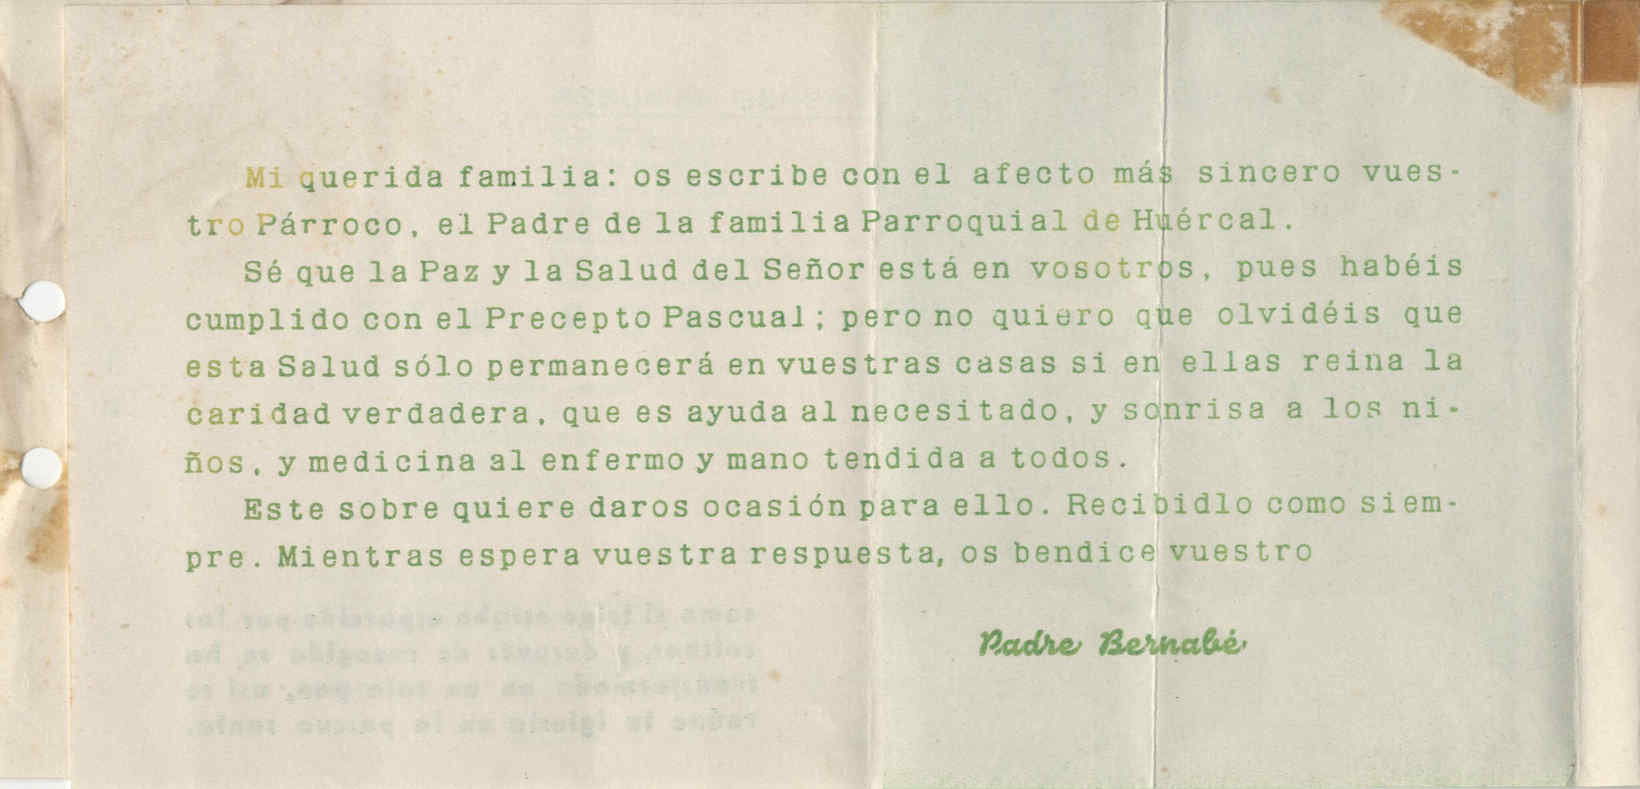 Mi querida familia: os escribe con el afecto más sincero vues-
tro Párroco, el Padre de la familia Parroquial de Huércal.
Sé que la Paz y la Salud del Señor está en vosotros, pues habéis
cumplido con el Precepto Pascual; pero no quiero que olvidéis que
esta Salud sólo permanecerá en vuestras casas si en ellas reina la
caridad verdadera, que es ayuda al necesitado, y sonrisa a los ni-
ños, y medicina al enfermo y mano tendida a todos.
Este sobre quiere daros ocasión para ello. Recibidlo como siem-
pre. Mientras espera vuestra respuesta, os bendice vuestro
Padre Bernabé